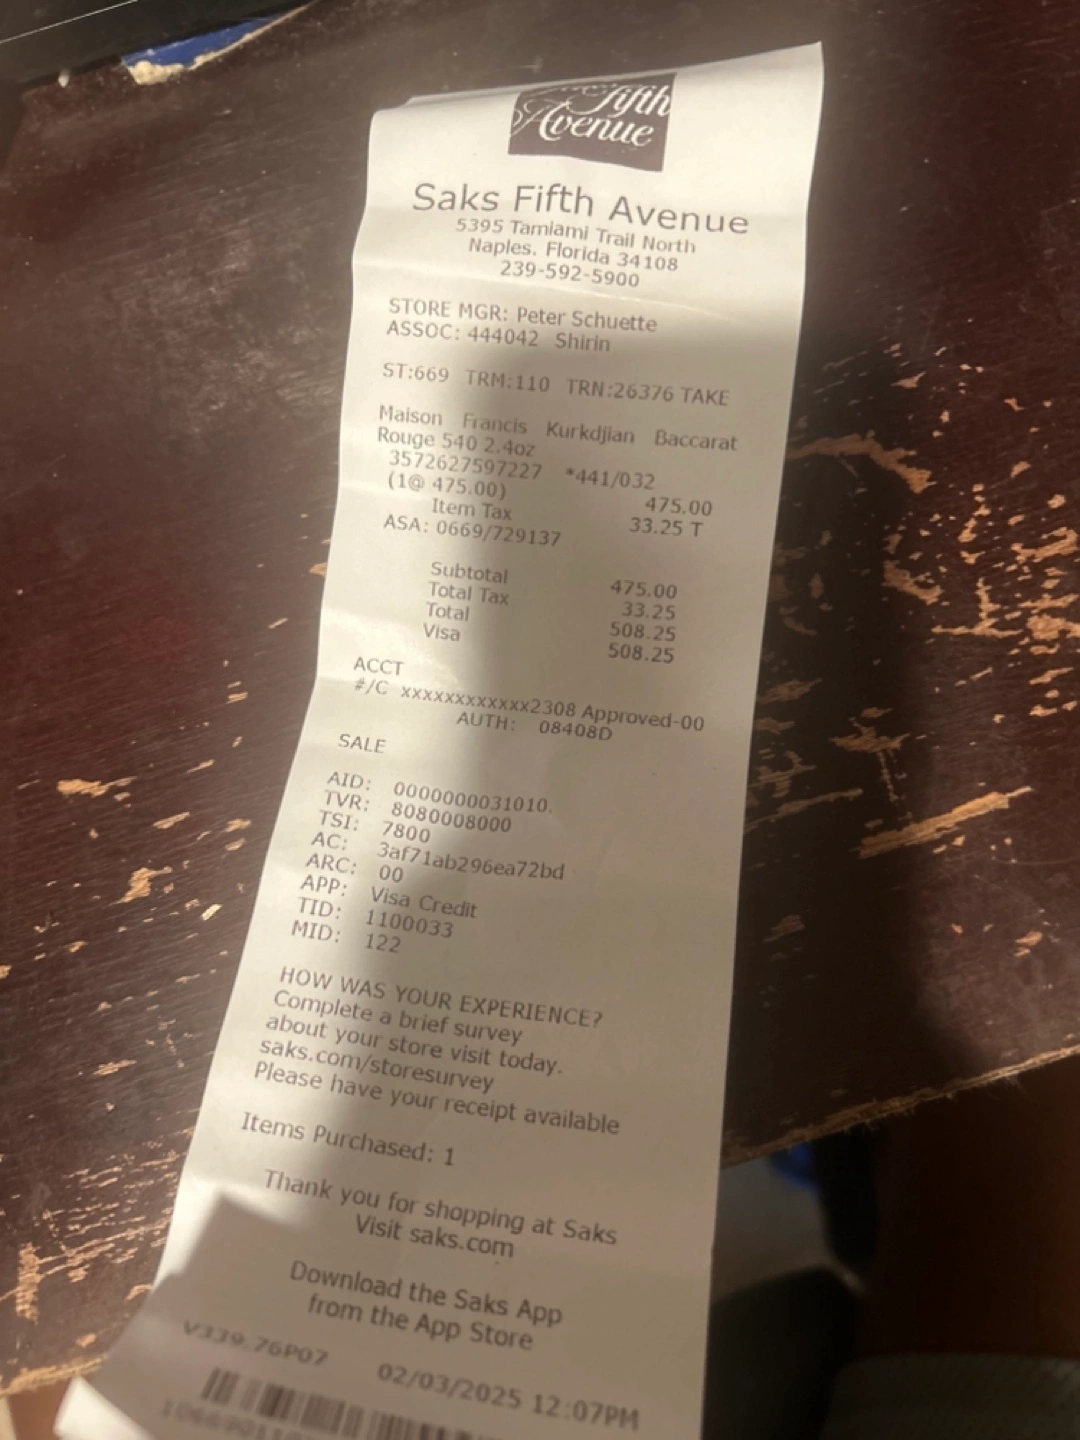 Fifth
Avenue
Saks Fifth Avenue
5395 Tamiami Trail North
Naples, Florida 34108
239-592-5900
STORE MGR: Peter Schuette
ASSOC: 444042 Shirin
ST:669 TRM:110 TRN:26376 TAKE
Maison Francis Kurkdjian Baccarat
Rouge 540 2.4oz
3572627597227 *441/032
(1@ 475.00) 475.00
Item Tax 33.25 T
ASA: 0669/729137
Subtotal 475.00
Total Tax 33.25
Total 508.25
Visa 508.25
ACCT
#/C xxxxxxxxxxxx2308 Approved-00
AUTH: 08408D
SALE
AID: 0000000031010.
TVR: 8080008000
TSI: 7800
AC: 3af71ab296ea72bd
ARC: 00
APP: Visa Credit
TID: 1100033
MID: 122
HOW WAS YOUR EXPERIENCE?
Complete a brief survey
about your store visit today.
saks.com/storesurvey
Please have your receipt available
Items Purchased: 1
Thank you for shopping at Saks
Visit saks.com
Download the Saks App
from the App Store
V339.76P07 02/03/2025 12:07PM